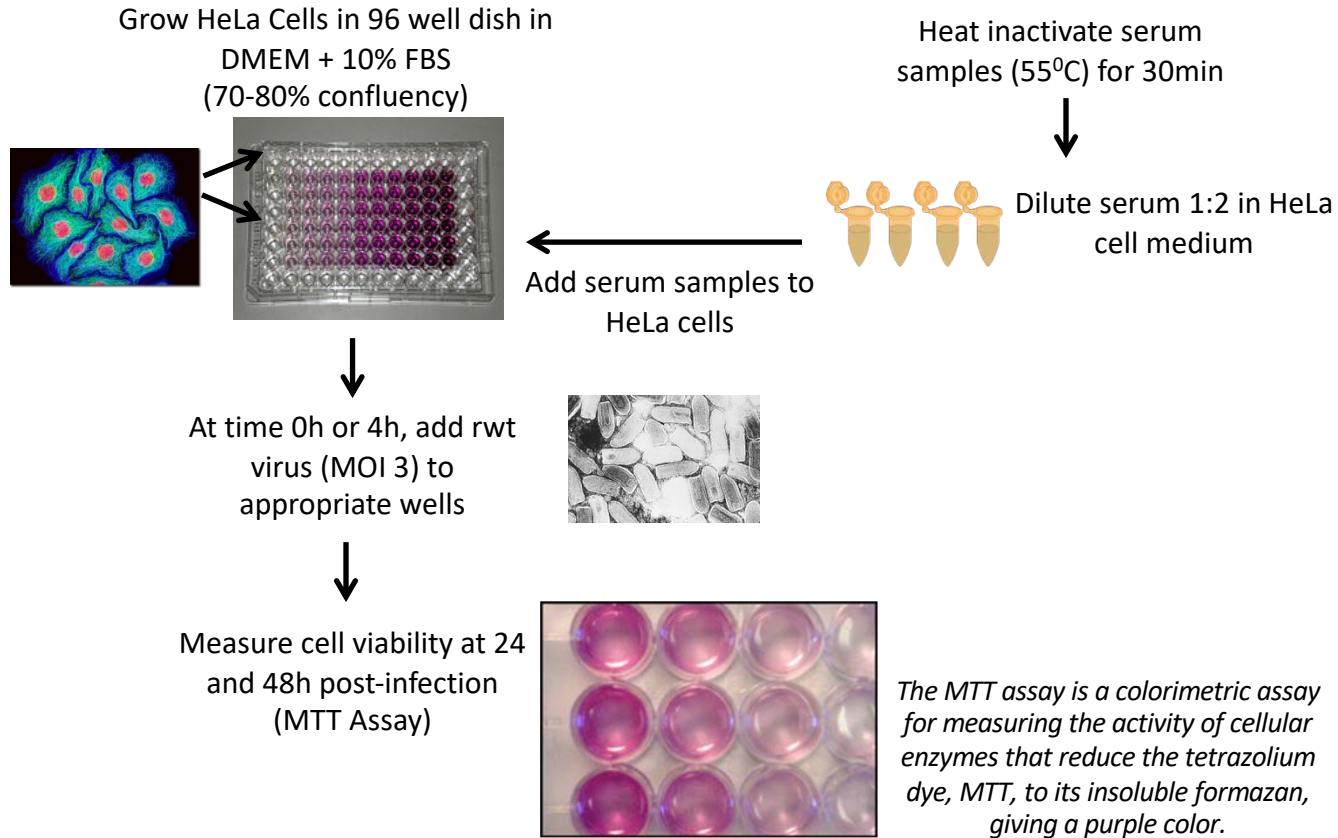 Grow HeLa Cells in 96 well dish in
DMEM + 10% FBS
(70-80% confluency)
Heat inactivate serum
samples (55⁰C) for 30min
Dilute serum 1:2 in HeLa
cell medium
Add serum samples to
HeLa cells
At time 0h or 4h, add rwt
virus (MOI 3) to
appropriate wells
Measure cell viability at 24
and 48h post-infection
(MTT Assay)
The MTT assay is a colorimetric assay
for measuring the activity of cellular
enzymes that reduce the tetrazolium
dye, MTT, to its insoluble formazan,
giving a purple color.